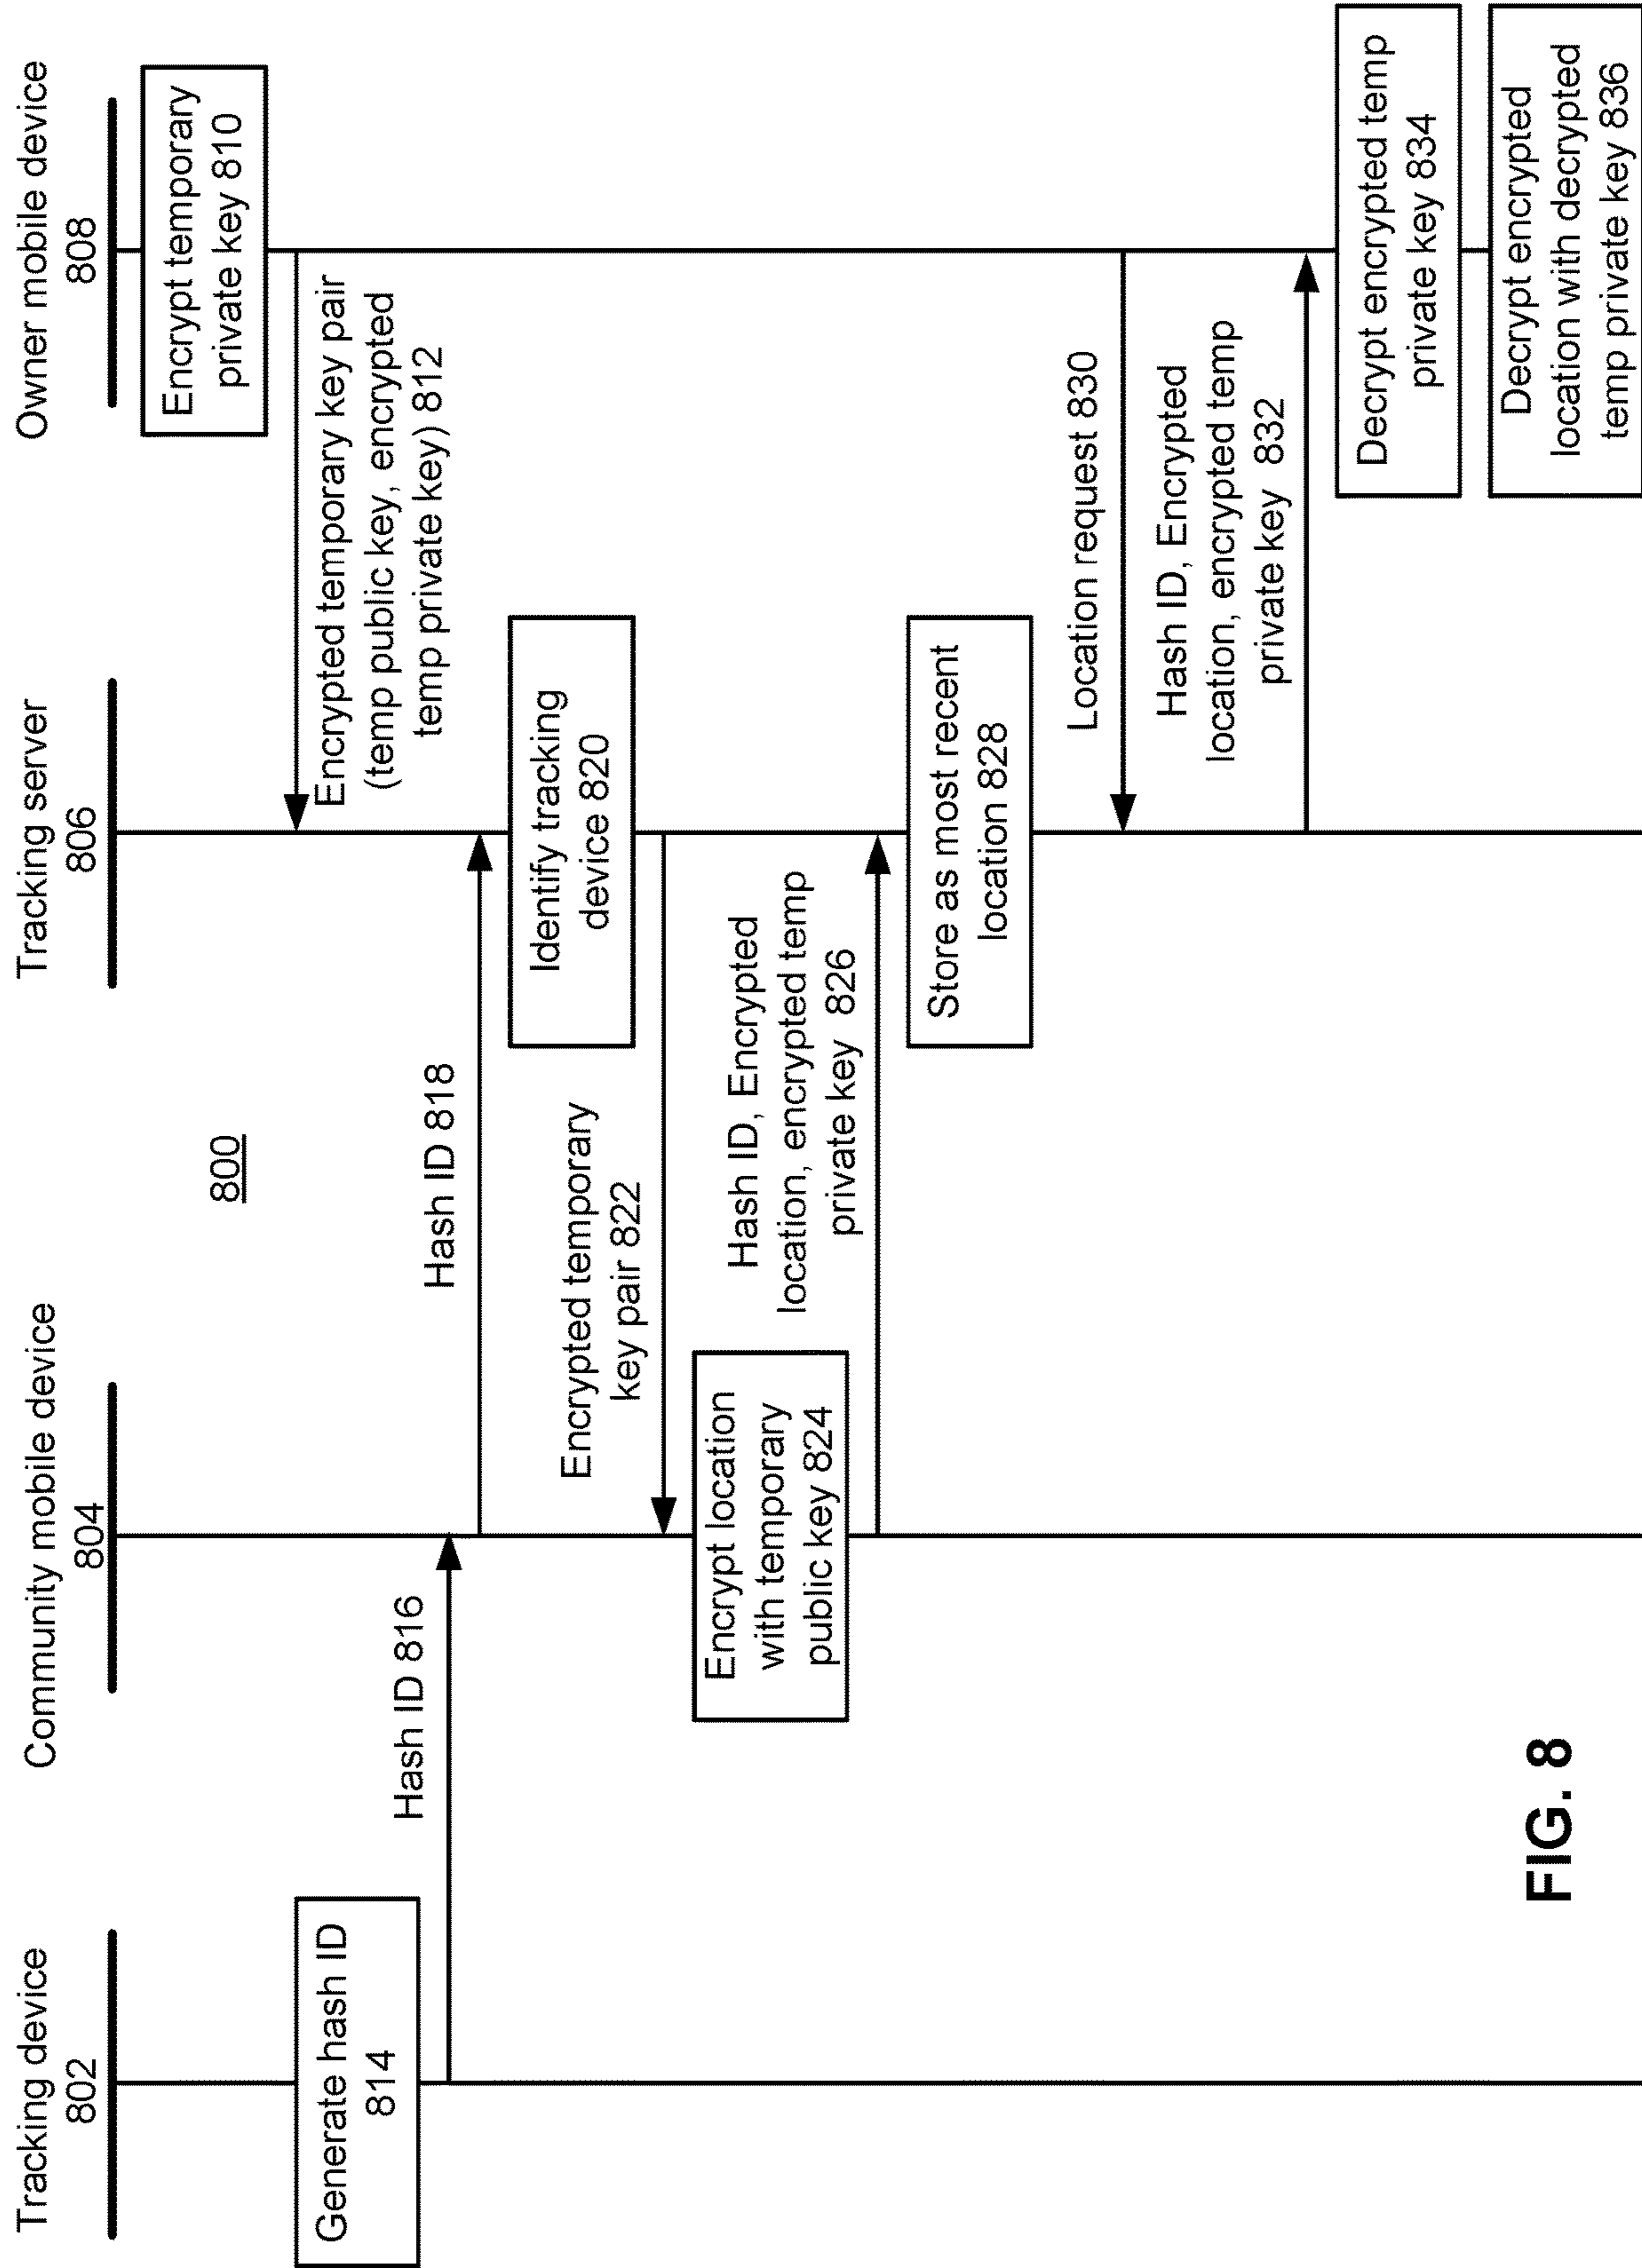 Tracking device
802
Community mobile device
804
Tracking server
806
Owner mobile device
808
800
Encrypt temporary
private key 810
Encrypted temporary key pair
(temp public key, encrypted
temp private key) 812
Generate hash ID
814
Hash ID 816
Hash ID 818
Identify tracking
device 820
Encrypted temporary
key pair 822
Encrypt location
with temporary
public key 824
Hash ID, Encrypted
location, encrypted temp
private key 826
Store as most recent
location 828
Location request 830
Hash ID, Encrypted
location, encrypted temp
private key 832
Decrypt encrypted temp
private key 834
Decrypt encrypted
location with decrypted
temp private key 836
FIG. 8